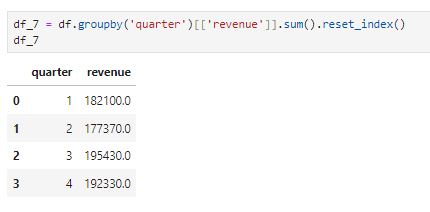 df_7 = df.groupby('quarter')[['revenue']].sum().reset_index()
df_7
quarter revenue
0 1 182100.0
1 2 177370.0
2 3 195430.0
3 4 192330.0